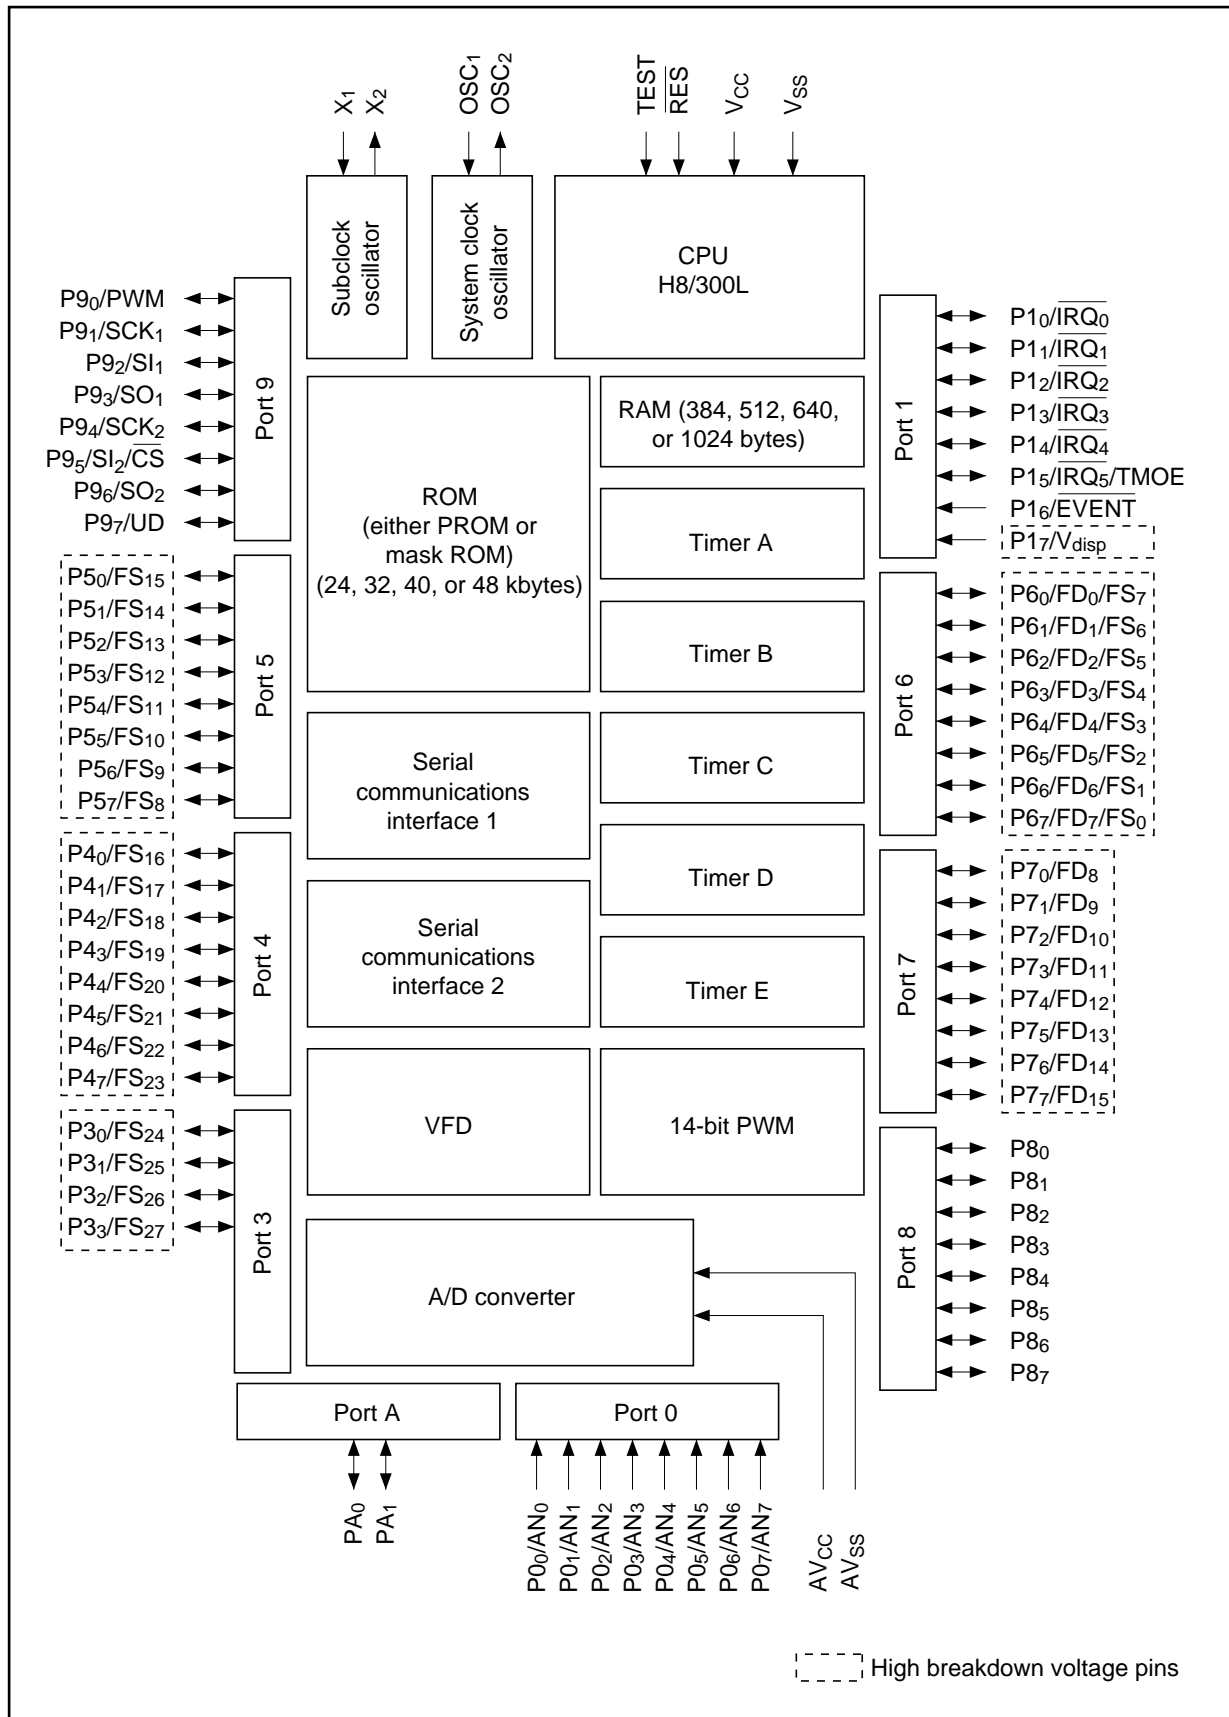 X1
X2
OSC1
OSC2
TEST
RES
VCC
VSS
Subclock
oscillator
System clock
oscillator
CPU
H8/300L
P90/PWM
P91/SCK1
P92/SI1
P93/SO1
P94/SCK2
P95/SI2/CS
P96/SO2
P97/UD
Port 9
P50/FS15
P51/FS14
P52/FS13
P53/FS12
P54/FS11
P55/FS10
P56/FS9
P57/FS8
Port 5
P40/FS16
P41/FS17
P42/FS18
P43/FS19
P44/FS20
P45/FS21
P46/FS22
P47/FS23
Port 4
P30/FS24
P31/FS25
P32/FS26
P33/FS27
Port 3
ROM
(either PROM or
mask ROM)
(24, 32, 40, or 48 kbytes)
Serial
communications
interface 1
Serial
communications
interface 2
VFD
RAM (384, 512, 640,
or 1024 bytes)
Timer A
Timer B
Timer C
Timer D
Timer E
14-bit PWM
A/D converter
Port 1
P10/IRQ0
P11/IRQ1
P12/IRQ2
P13/IRQ3
P14/IRQ4
P15/IRQ5/TMOE
P16/EVENT
P17/Vdisp
Port 6
P60/FD0/FS7
P61/FD1/FS6
P62/FD2/FS5
P63/FD3/FS4
P64/FD4/FS3
P65/FD5/FS2
P66/FD6/FS1
P67/FD7/FS0
Port 7
P70/FD8
P71/FD9
P72/FD10
P73/FD11
P74/FD12
P75/FD13
P76/FD14
P77/FD15
Port 8
P80
P81
P82
P83
P84
P85
P86
P87
Port A
Port 0
PA0
PA1
P00/AN0
P01/AN1
P02/AN2
P03/AN3
P04/AN4
P05/AN5
P06/AN6
P07/AN7
AVCC
AVSS
High breakdown voltage pins